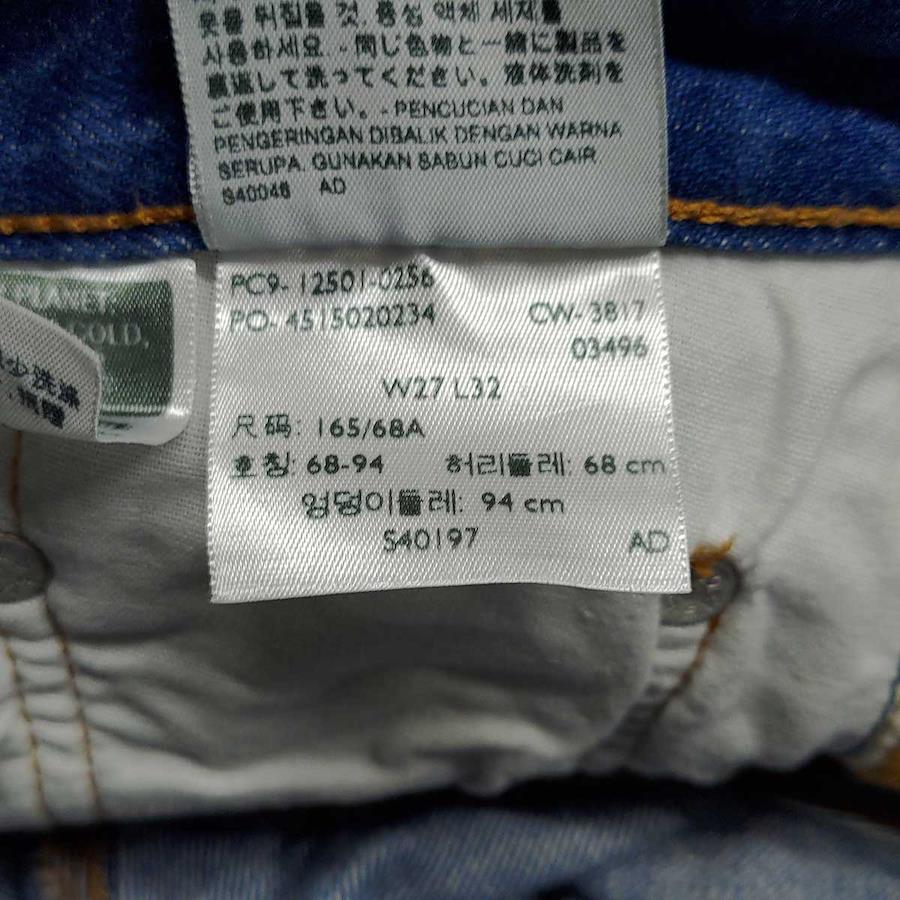 옷을 뒤집을 것. 중성 액체 세제를
사용하세요. - 同じ色物と一緒に製品を
裏返して洗ってください。液体洗剤を
ご使用下さい。- PENCUCIAN DAN
PENGERINGAN DIBALIK DENGAN WARNA
SERUPA. GUNAKAN SABUN CUCI CAIR
S40046 AD
PC9- 12501-0256
PO- 4515020234 CW- 3817
03496
W27 L32
尺码: 165/68A
호칭: 68-94 허리둘레: 68 cm
엉덩이둘레: 94 cm
S40197 AD
PLANET
GOLD,
少洗滌